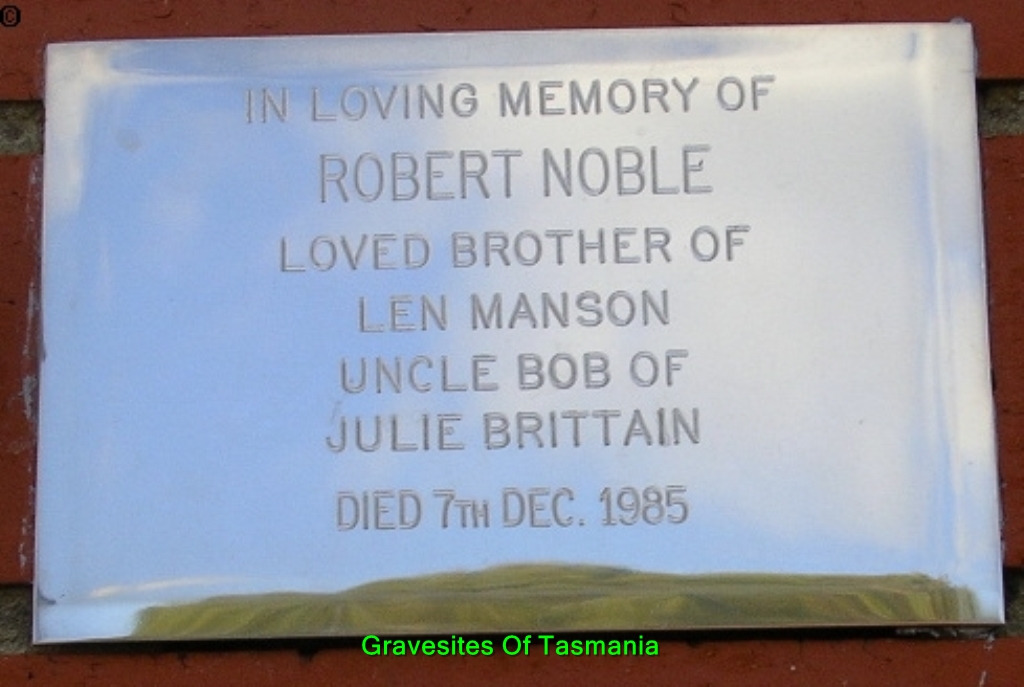 ©
IN LOVING MEMORY OF
ROBERT NOBLE
LOVED BROTHER OF
LEN MANSON
UNCLE BOB OF
JULIE BRITTAIN
DIED 7TH DEC. 1985
Gravesites Of Tasmania